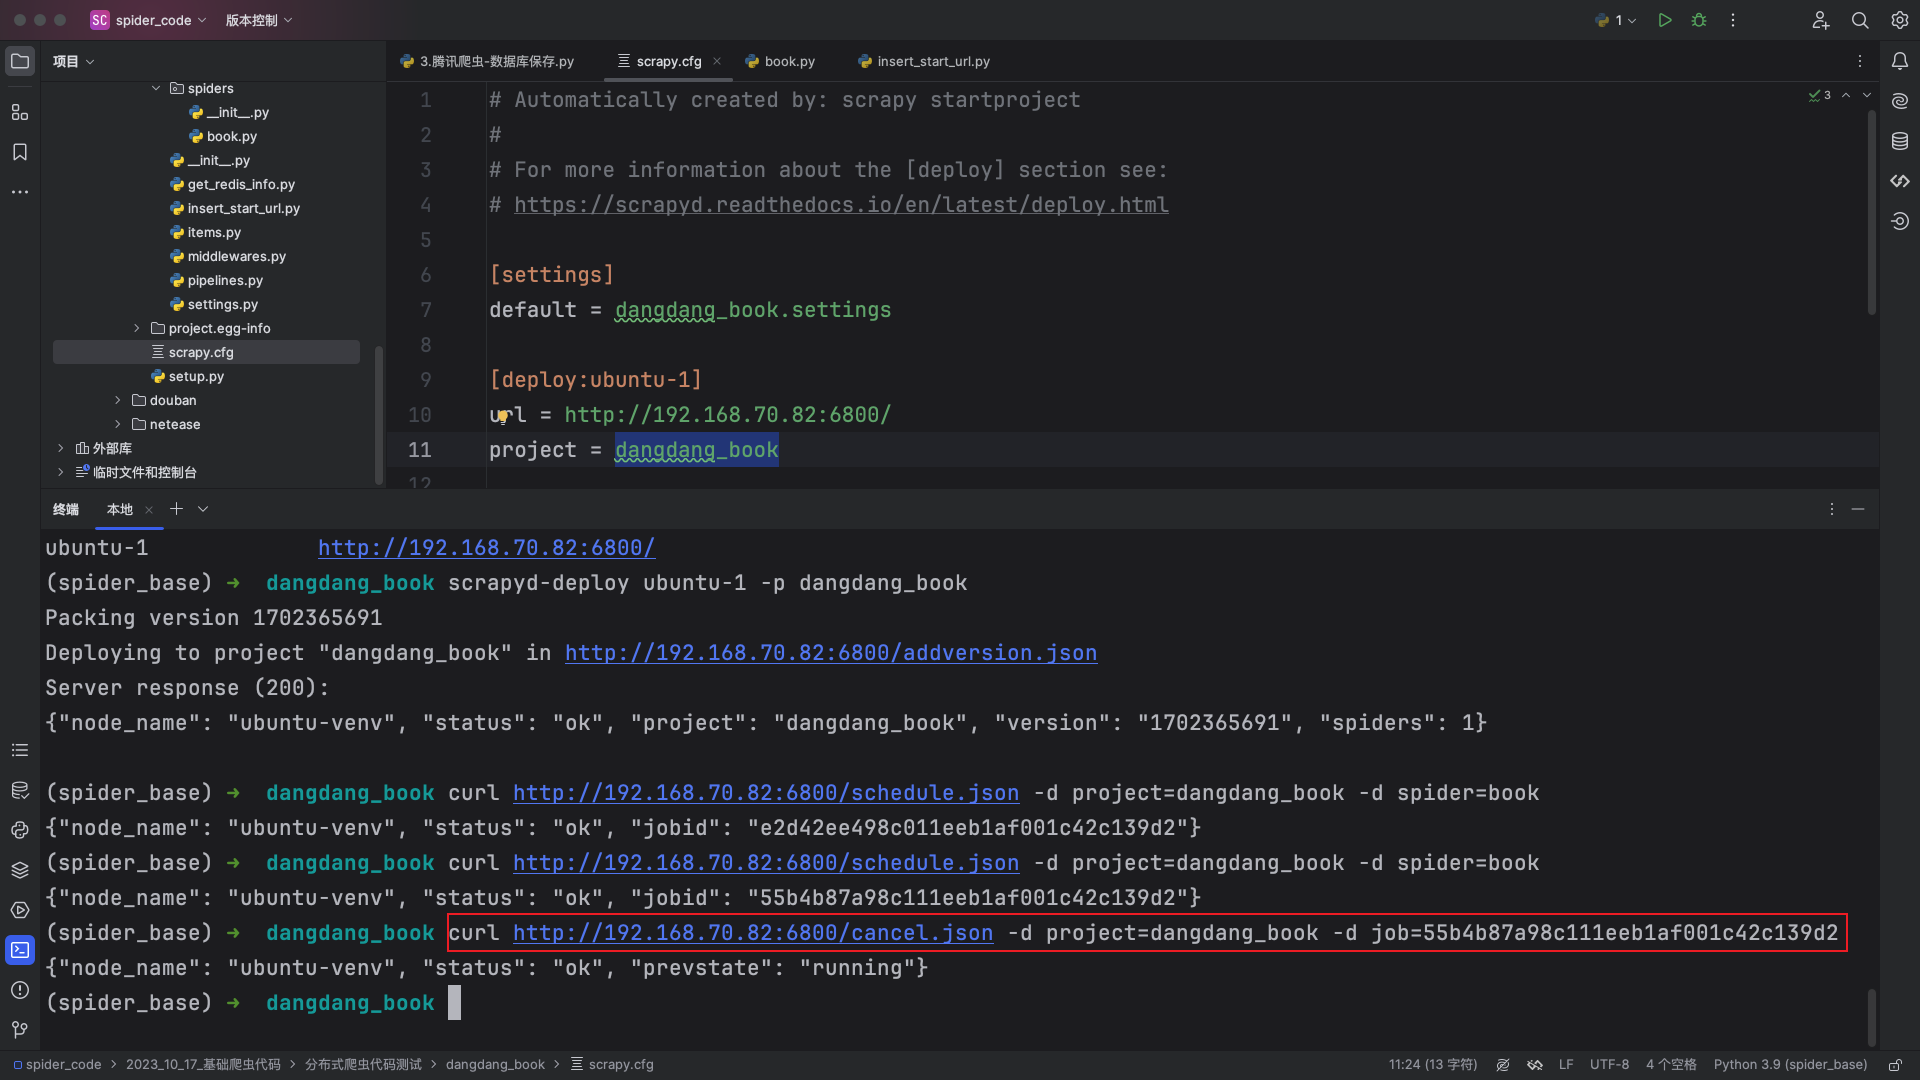 SC spider_code 版本控制 1
项目
3.腾讯爬虫-数据库保存.py scrapy.cfg book.py insert_start_url.py
spiders
__init__.py
book.py
__init__.py
get_redis_info.py
insert_start_url.py
items.py
middlewares.py
pipelines.py
settings.py
project.egg-info
scrapy.cfg
setup.py
douban
netease
外部库
临时文件和控制台
3
1 # Automatically created by: scrapy startproject
2 #
3 # For more information about the [deploy] section see:
4 # https://scrapyd.readthedocs.io/en/latest/deploy.html
5
6 [settings]
7 default = dangdang_book.settings
8
9 [deploy:ubuntu-1]
10 url = http://192.168.70.82:6800/
11 project = dangdang_book
12
终端 本地
ubuntu-1 http://192.168.70.82:6800/
(spider_base) ➜ dangdang_book scrapyd-deploy ubuntu-1 -p dangdang_book
Packing version 1702365691
Deploying to project "dangdang_book" in http://192.168.70.82:6800/addversion.json
Server response (200):
{"node_name": "ubuntu-venv", "status": "ok", "project": "dangdang_book", "version": "1702365691", "spiders": 1}
(spider_base) ➜ dangdang_book curl http://192.168.70.82:6800/schedule.json -d project=dangdang_book -d spider=book
{"node_name": "ubuntu-venv", "status": "ok", "jobid": "e2d42ee498c011eeb1af001c42c139d2"}
(spider_base) ➜ dangdang_book curl http://192.168.70.82:6800/schedule.json -d project=dangdang_book -d spider=book
{"node_name": "ubuntu-venv", "status": "ok", "jobid": "55b4b87a98c111eeb1af001c42c139d2"}
(spider_base) ➜ dangdang_book curl http://192.168.70.82:6800/cancel.json -d project=dangdang_book -d job=55b4b87a98c111eeb1af001c42c139d2
{"node_name": "ubuntu-venv", "status": "ok", "prevstate": "running"}
(spider_base) ➜ dangdang_book
spider_code > 2023_10_17_基础爬虫代码 > 分布式爬虫代码测试 > dangdang_book > scrapy.cfg 11:24 (13 字符) LF UTF-8 4 个空格 Python 3.9 (spider_base)